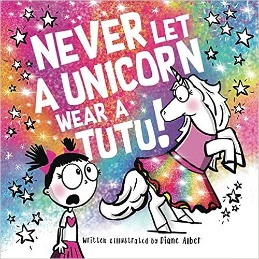 NEVER LET
A UNICORN
WEAR A
TUTU!
Written & illustrated by Diane Alber